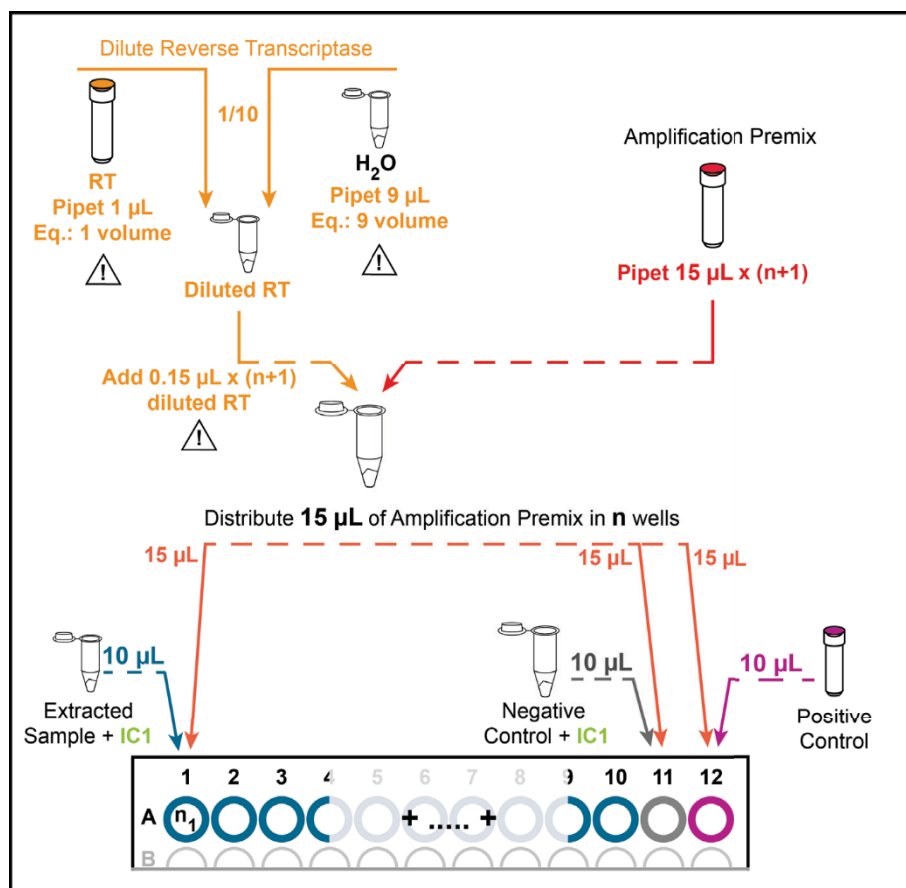 Dilute Reverse Transcriptase
1/10
RT
Pipet 1 µL
Eq.: 1 volume
!
H2O
Pipet 9 µL
Eq.: 9 volume
!
Diluted RT
Amplification Premix
Pipet 15 µL x (n+1)
Add 0.15 µL x (n+1)
diluted RT
!
Distribute 15 µL of Amplification Premix in n wells
15 µL
15 µL
15 µL
10 µL
Extracted
Sample + IC1
10 µL
Negative
Control + IC1
10 µL
Positive
Control
1 2 3 4 5 6 7 8 9 10 11 12
A n1 + ..... +
B